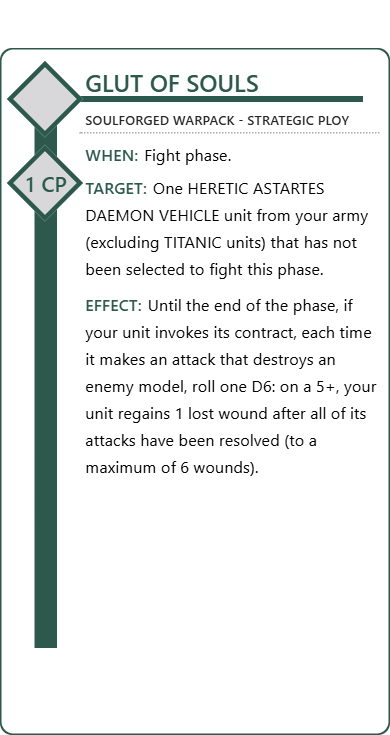 GLUT OF SOULS
SOULFORGED WARPACK - STRATEGIC PLOY
WHEN: Fight phase.
1 CP
TARGET: One HERETIC ASTARTES
DAEMON VEHICLE unit from your army
(excluding TITANIC units) that has not
been selected to fight this phase.
EFFECT: Until the end of the phase, if
your unit invokes its contract, each time
it makes an attack that destroys an
enemy model, roll one D6: on a 5+, your
unit regains 1 lost wound after all of its
attacks have been resolved (to a
maximum of 6 wounds).